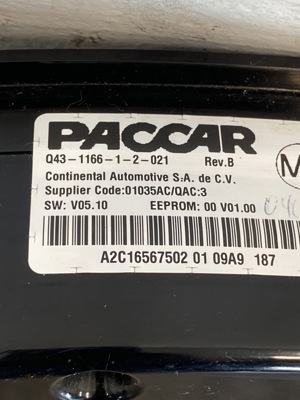 PACCAR
Q43-1166-1-2-021 Rev.B
Continental Automotive S.A. de C.V.
Supplier Code:01035AC/QAC:3
SW: V05.10 EEPROM: 00 V01.00
A2C16567502 01 09A9 187
M